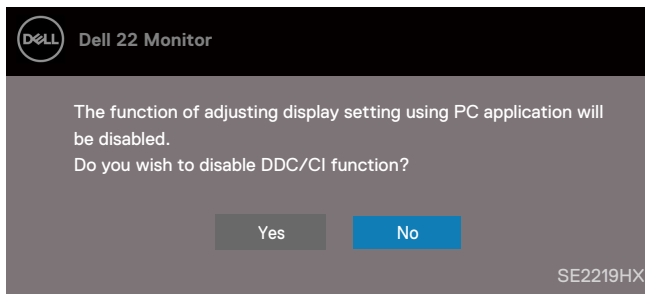 DELL Dell 22 Monitor
The function of adjusting display setting using PC application will
be disabled.
Do you wish to disable DDC/CI function?
Yes No
SE2219HX